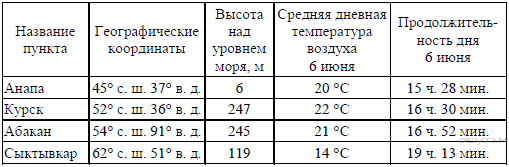 Название пункта | Географические координаты | Высота над уровнем моря, м | Средняя дневная температура воздуха 6 июня | Продолжитель-ность дня 6 июня
Анапа | 45° с. ш. 37° в. д. | 6 | 20 °C | 15 ч. 28 мин.
Курск | 52° с. ш. 36° в. д. | 247 | 22 °C | 16 ч. 30 мин.
Абакан | 54° с. ш. 91° в. д. | 245 | 21 °C | 16 ч. 52 мин.
Сыктывкар | 62° с. ш. 51° в. д. | 119 | 14 °C | 19 ч. 13 мин.